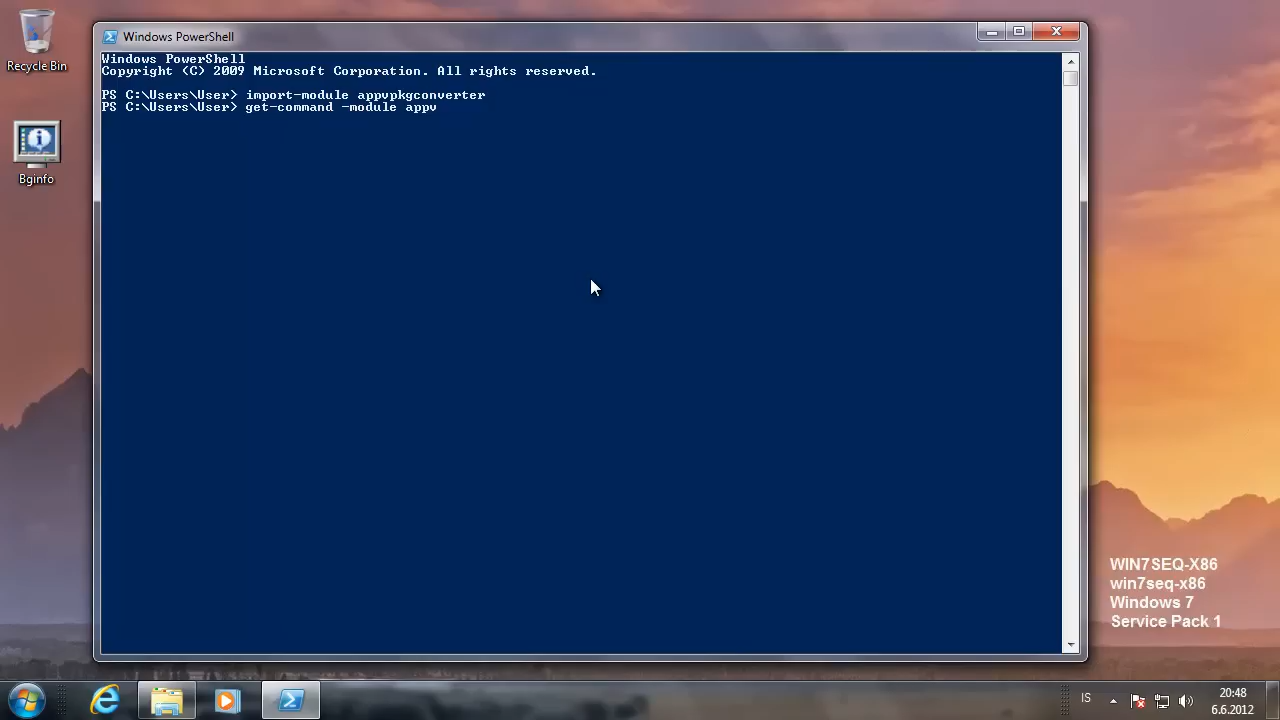 Recycle Bin
Bginfo
Windows PowerShell
Windows PowerShell
Copyright (C) 2009 Microsoft Corporation. All rights reserved.
PS C:\Users\User> import-module appvpkgconverter
PS C:\Users\User> get-command -module appv
WIN7SEQ-X86
win7seq-x86
Windows 7
Service Pack 1
IS
20:48
6.6.2012